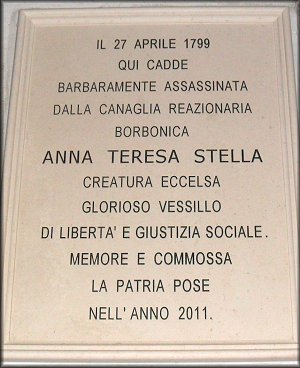 IL 27 APRILE 1799
QUI CADDE
BARBARAMENTE ASSASSINATA
DALLA CANAGLIA REAZIONARIA
BORBONICA
ANNA TERESA STELLA
CREATURA ECCELSA
GLORIOSO VESSILLO
DI LIBERTA' E GIUSTIZIA SOCIALE.
MEMORE E COMMOSSA
LA PATRIA POSE
NELL'ANNO 2011.